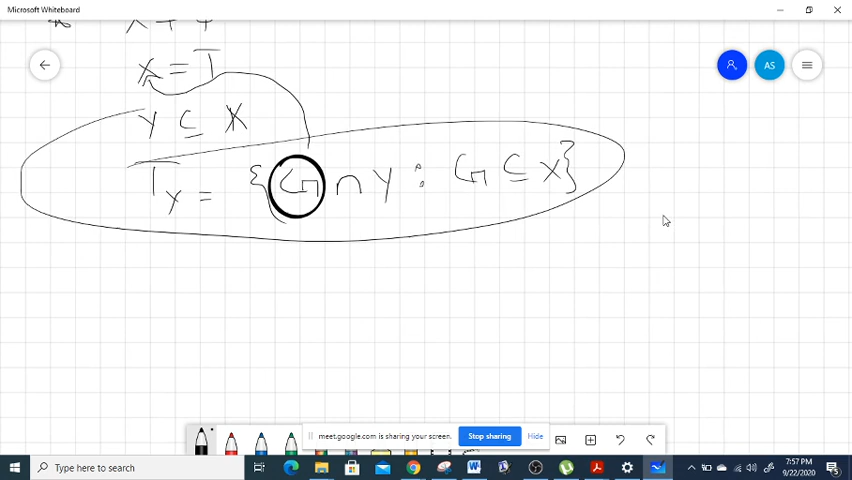 Microsoft Whiteboard
x = T
y ⊆ X
T_y = { G ∩ y : G ⊆ x }
AS
meet.google.com is sharing your screen. Stop sharing Hide
Type here to search
7:57 PM
9/22/2020